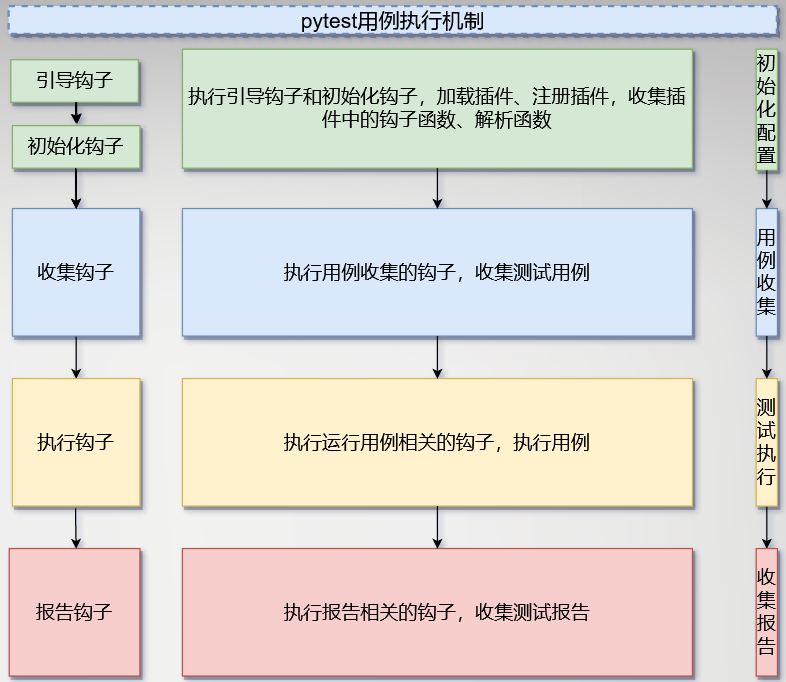 pytest用例执行机制
引导钩子
初始化钩子
执行引导钩子和初始化钩子，加载插件、注册插件，收集插
件中的钩子函数、解析函数
初始化配置
收集钩子
执行用例收集的钩子，收集测试用例
用例收集
执行钩子
执行运行用例相关的钩子，执行用例
测试执行
报告钩子
执行报告相关的钩子，收集测试报告
收集报告